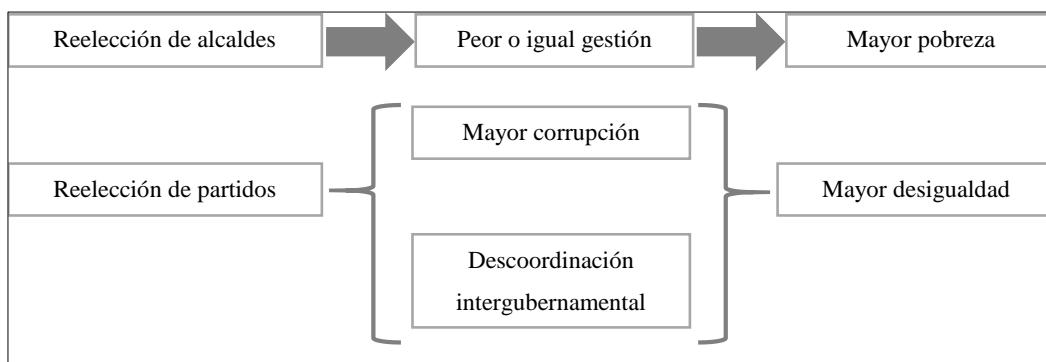 Reelección de alcaldes
Peor o igual gestión
Mayor pobreza
Mayor corrupción
Reelección de partidos
Mayor desigualdad
Descoordinación
intergubernamental